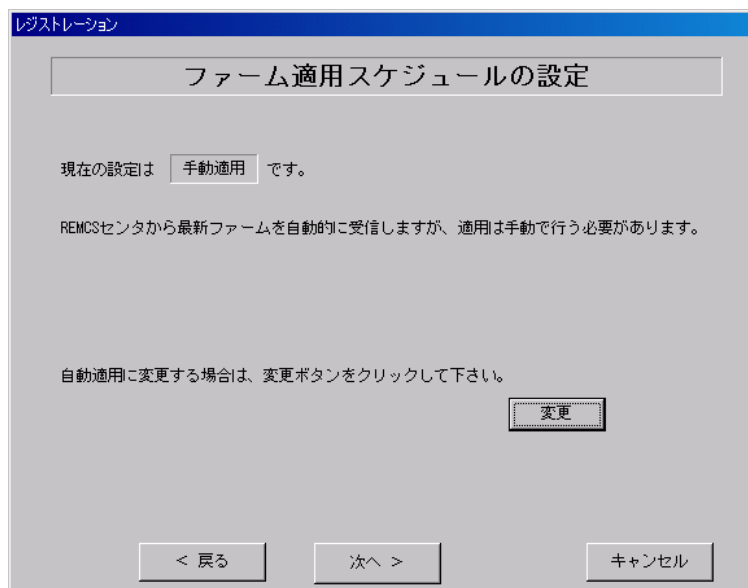 レジストレーション
ファーム適用スケジュールの設定
現在の設定は 手動適用 です。
REMCSセンタから最新ファームを自動的に受信しますが、適用は手動で行う必要があります。
自動適用に変更する場合は、変更ボタンをクリックして下さい。
変更
< 戻る 次へ > キャンセル